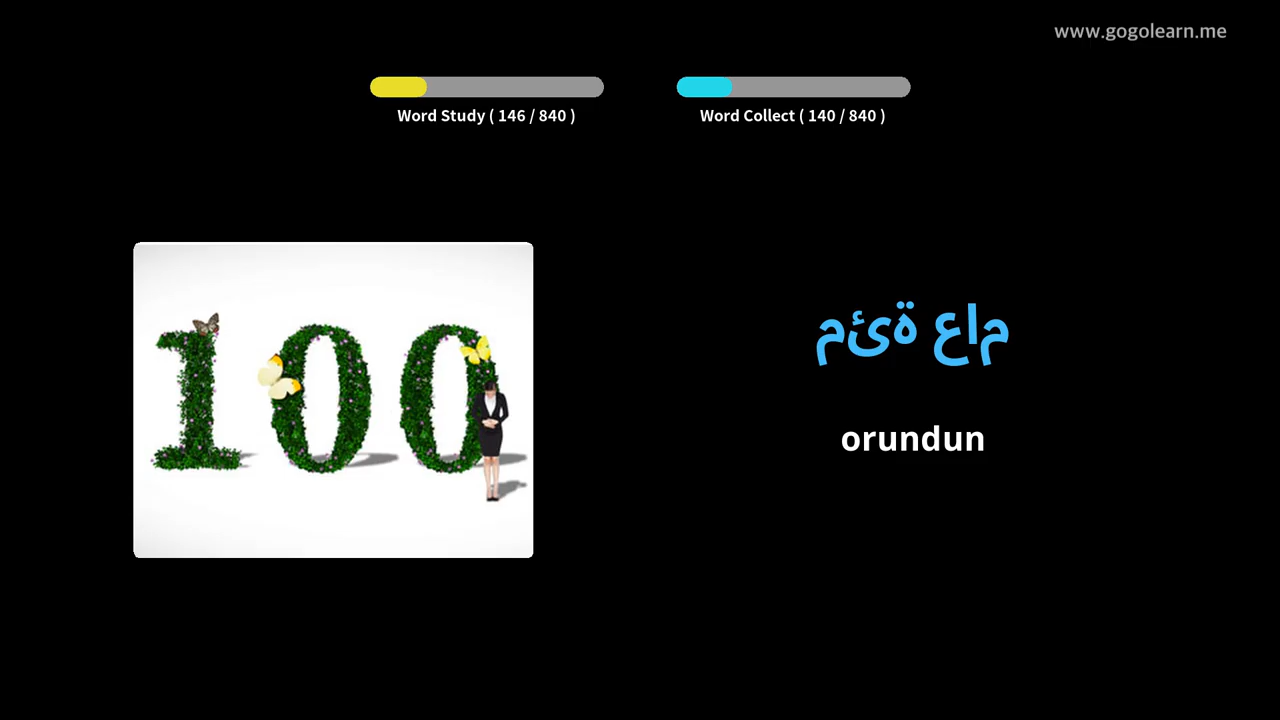 www.gogolearn.me
Word Study ( 146 / 840 )
Word Collect ( 140 / 840 )
100
مئة عام
orundun